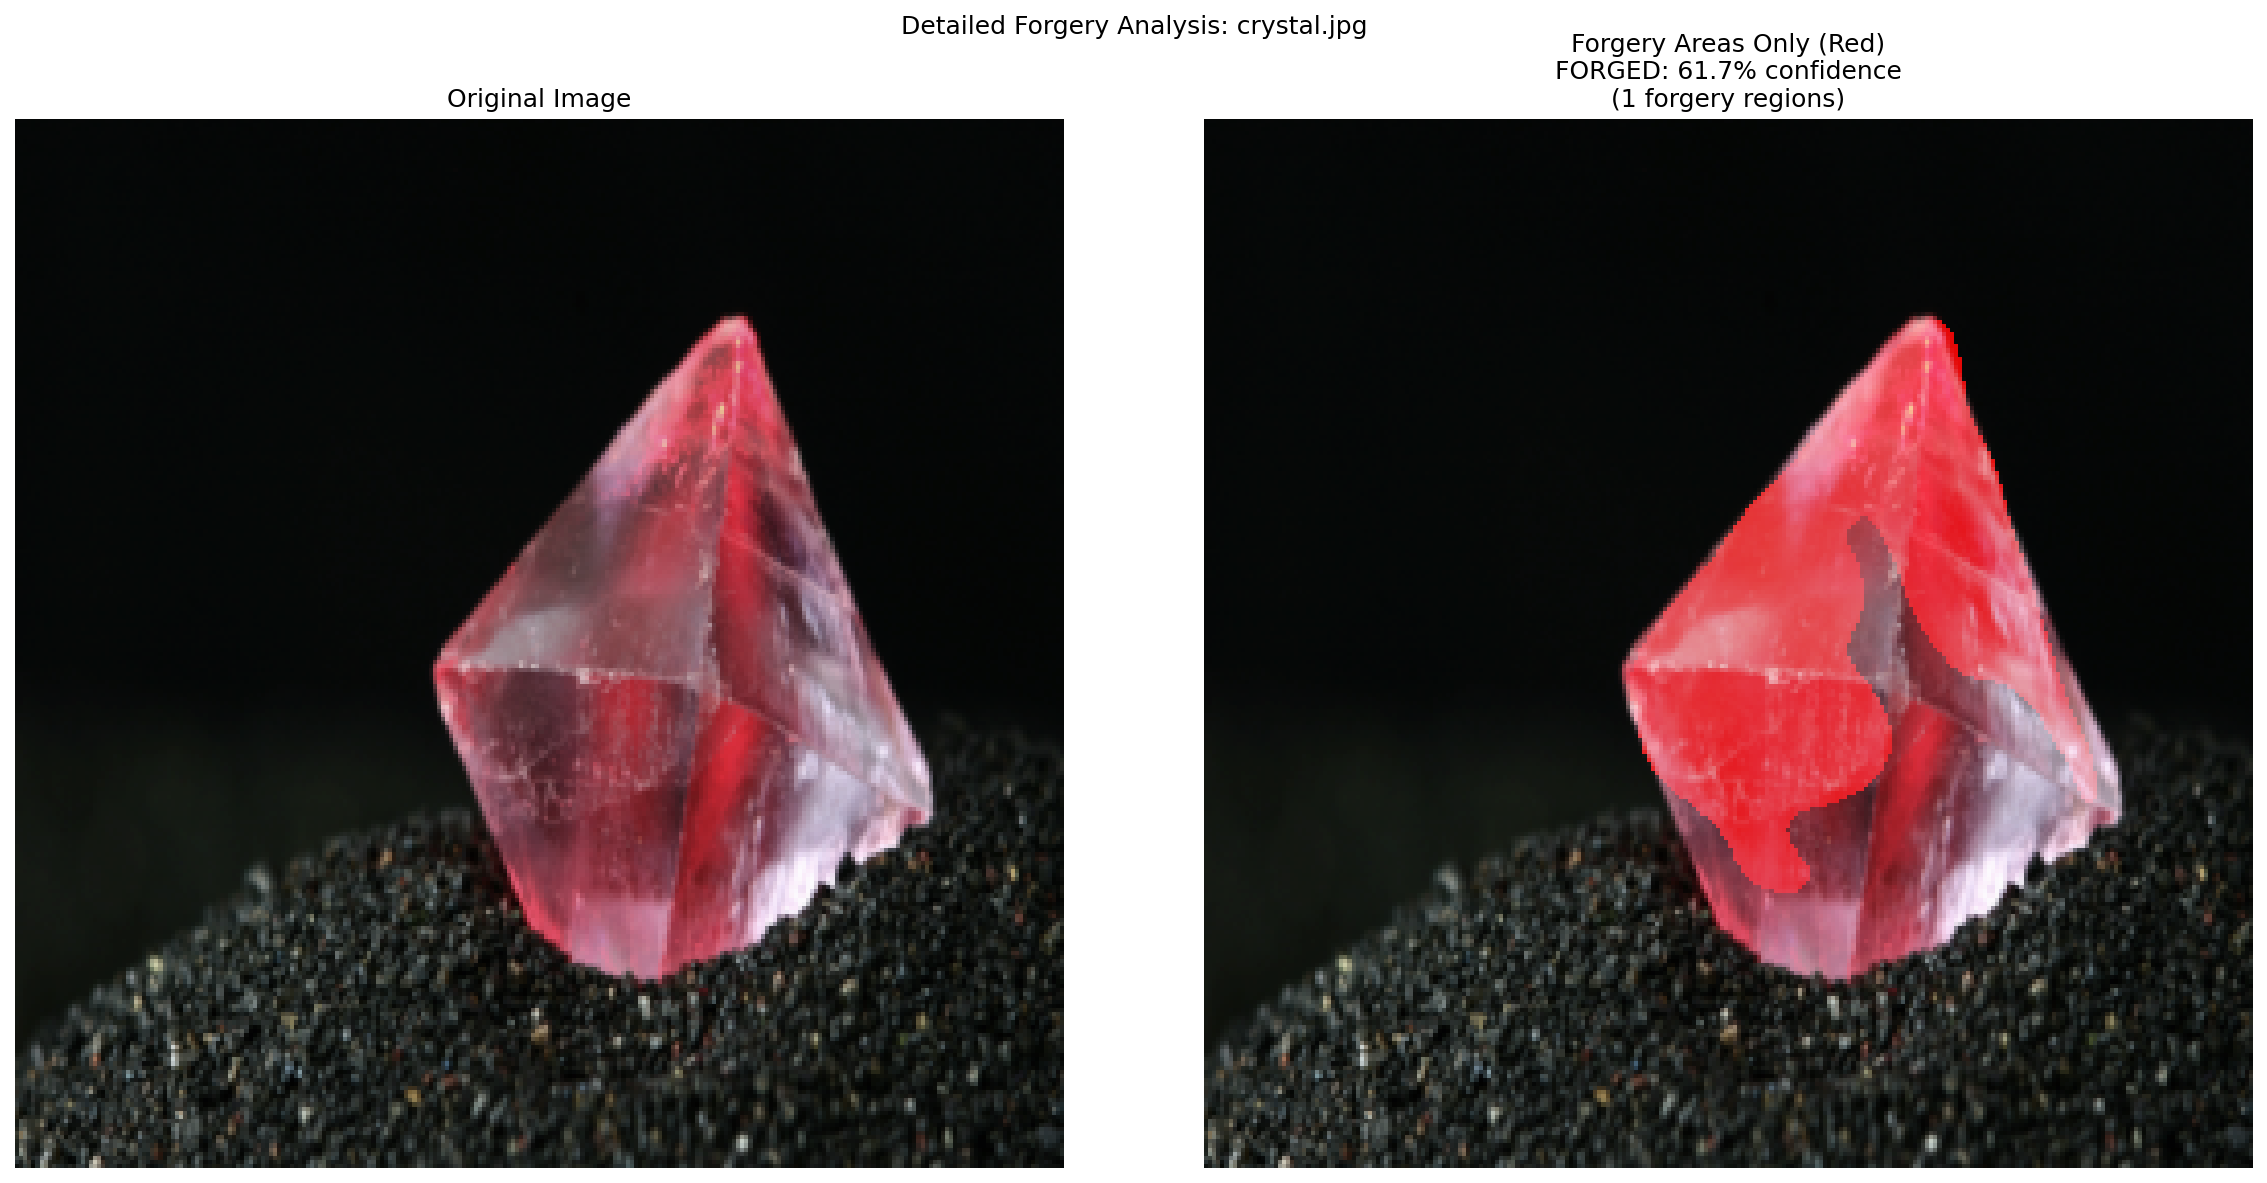 Detailed Forgery Analysis: crystal.jpg
Original Image
Forgery Areas Only (Red)
FORGED: 61.7% confidence
(1 forgery regions)